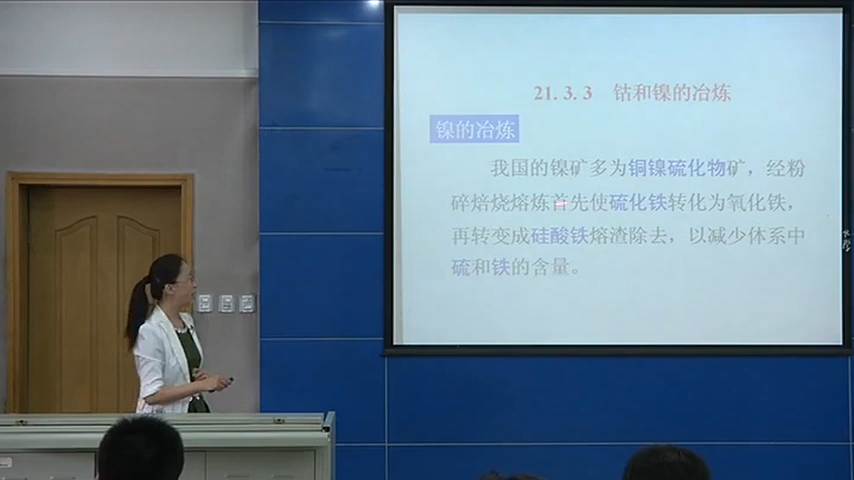 21.3.3 钴和镍的冶炼
镍的冶炼
我国的镍矿多为铜镍硫化物矿，经粉
碎焙烧熔炼首先使硫化铁转化为氧化铁，
再转变成硅酸铁熔渣除去，以减少体系中
硫和铁的含量。